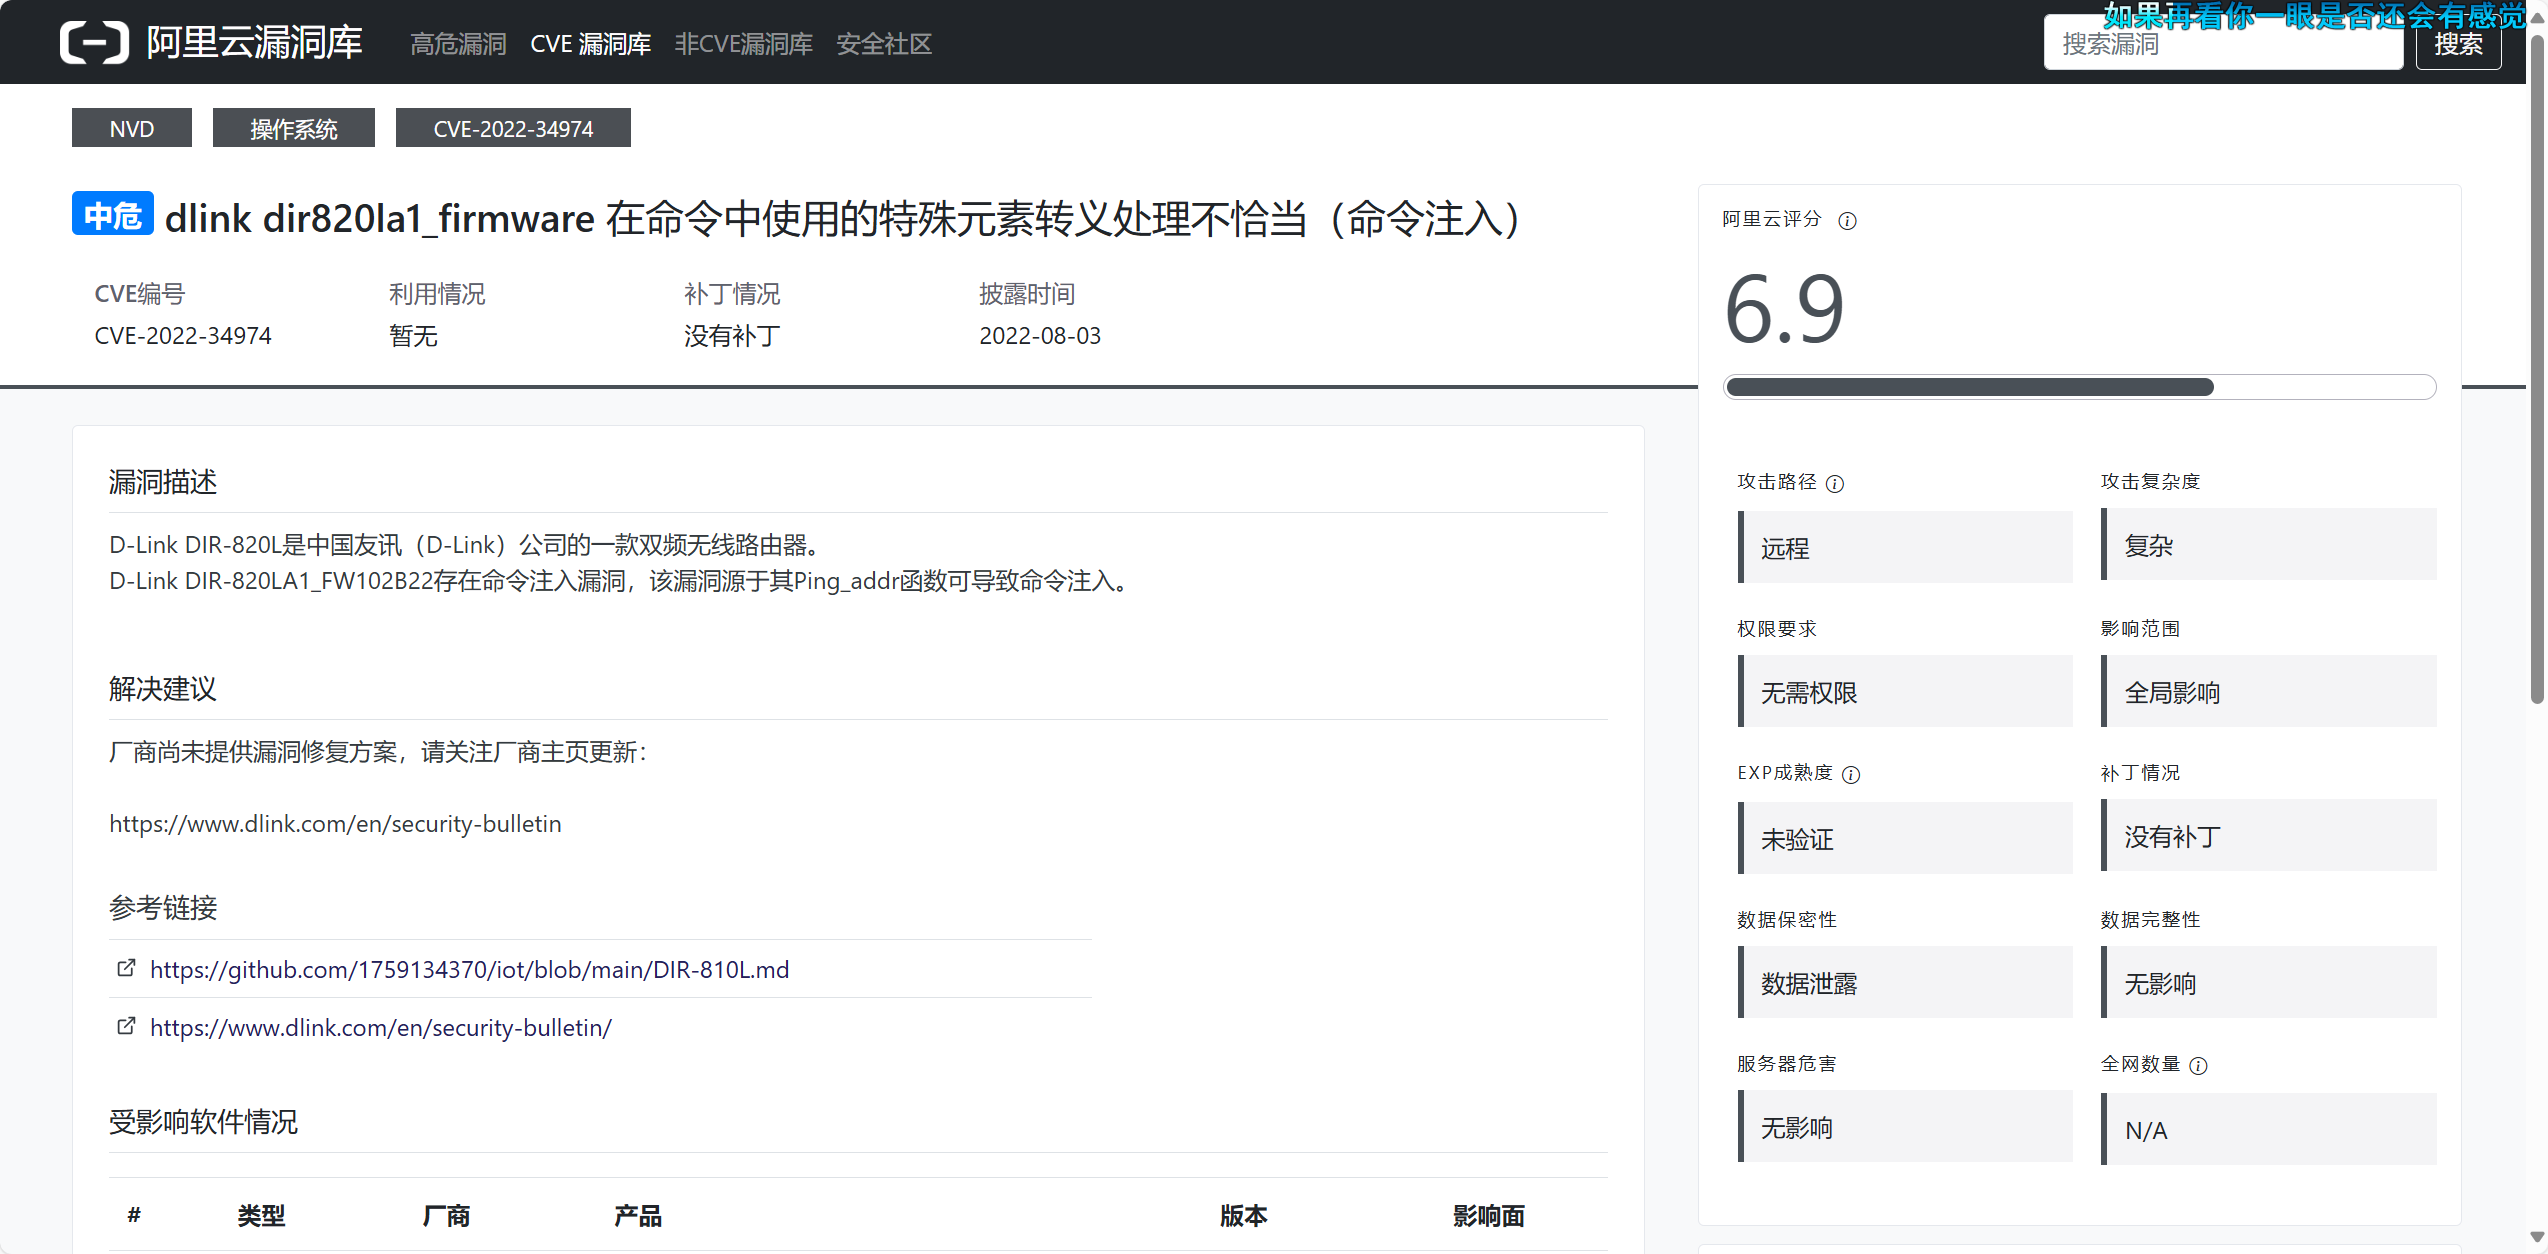 阿里云漏洞库
高危漏洞 CVE 漏洞库 非CVE漏洞库 安全社区
再看你一眼是否还会有感觉
搜索漏洞
搜索
NVD
操作系统
CVE-2022-34974
中危 dlink dir820la1_firmware 在命令中使用的特殊元素转义处理不恰当（命令注入）
CVE编号
CVE-2022-34974
利用情况
暂无
补丁情况
没有补丁
披露时间
2022-08-03
漏洞描述
D-Link DIR-820L是中国友讯（D-Link）公司的一款双频无线路由器。
D-Link DIR-820LA1_FW102B22存在命令注入漏洞，该漏洞源于其Ping_addr函数可导致命令注入。
解决建议
厂商尚未提供漏洞修复方案，请关注厂商主页更新：
https://www.dlink.com/en/security-bulletin
参考链接
https://github.com/1759134370/iot/blob/main/DIR-810L.md
https://www.dlink.com/en/security-bulletin/
受影响软件情况
# 类型 厂商 产品 版本 影响面
阿里云评分
6.9
攻击路径
远程
攻击复杂度
复杂
权限要求
无需权限
影响范围
全局影响
EXP成熟度
未验证
补丁情况
没有补丁
数据保密性
数据泄露
数据完整性
无影响
服务器危害
无影响
全网数量
N/A